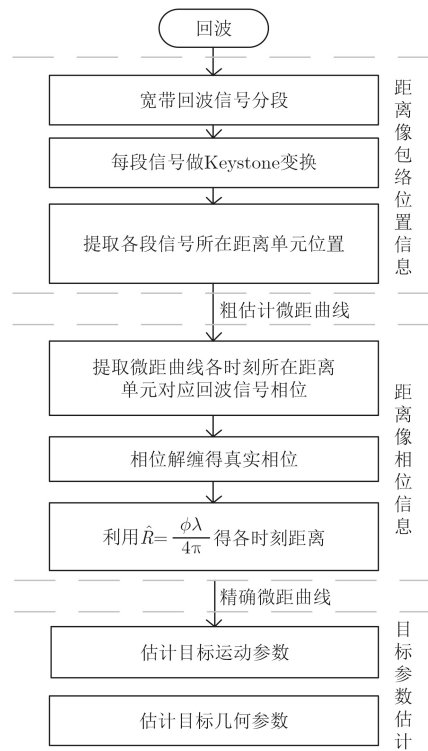 回波
宽带回波信号分段
每段信号做Keystone变换
提取各段信号所在距离单元位置
距离像包络位置信息
粗估计微距曲线
提取微距曲线各时刻所在距离
单元对应回波信号相位
相位解缠得真实相位
利用R̂=ϕλ/4π得各时刻距离
距离像相位信息
精确微距曲线
估计目标运动参数
估计目标几何参数
目标参数估计